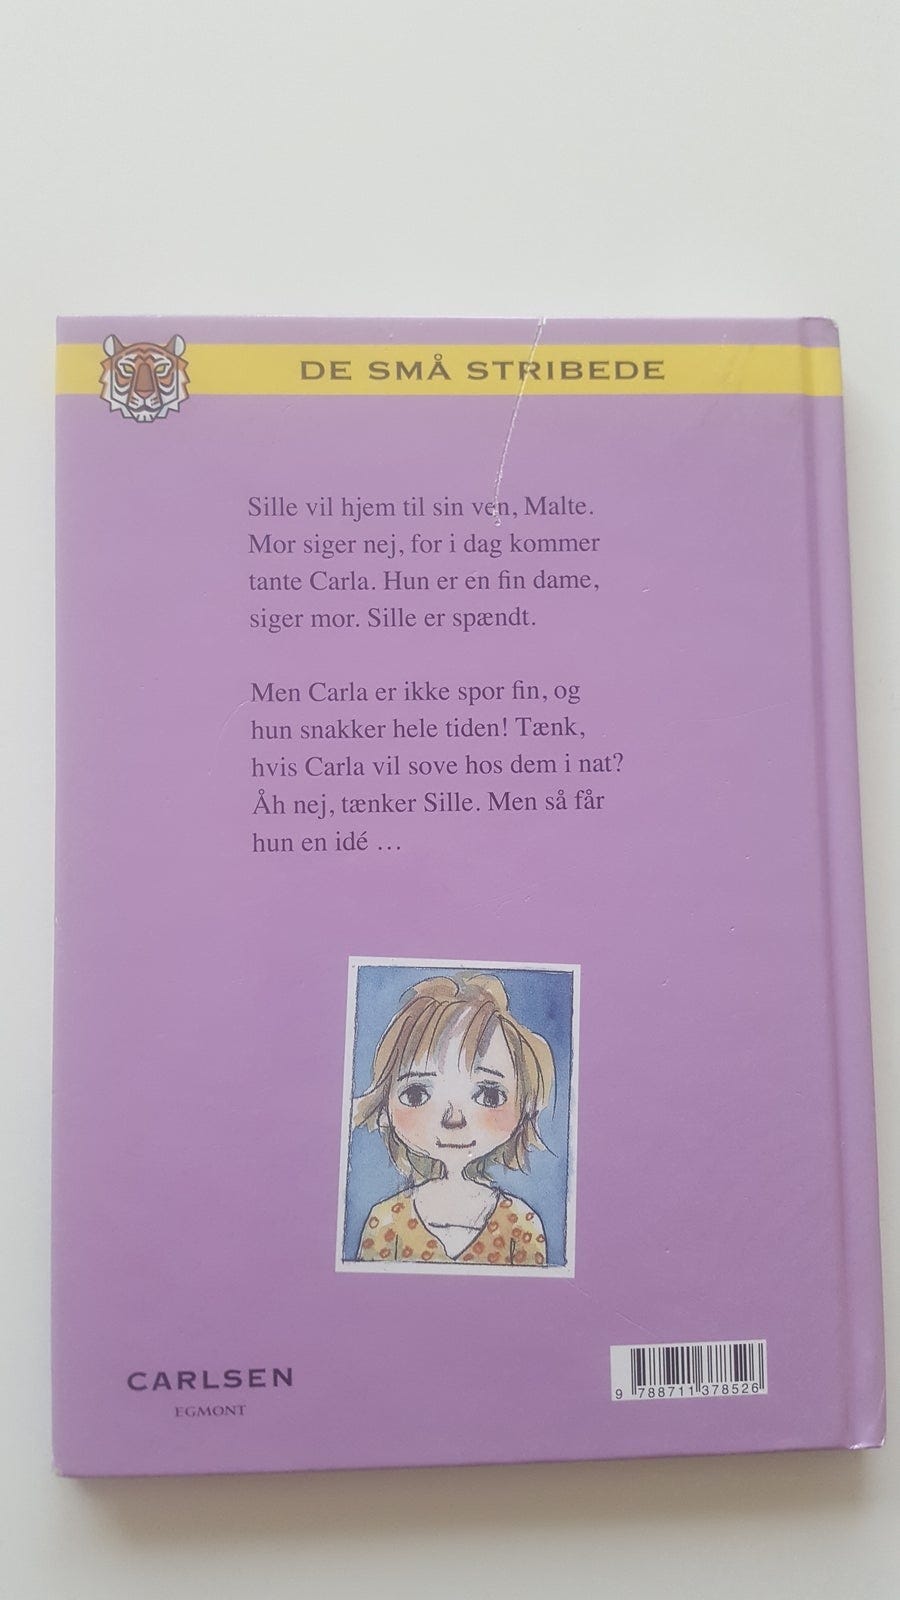 DE SMÅ STRIBEDE
Sille vil hjem til sin ven, Malte.
Mor siger nej, for i dag kommer
tante Carla. Hun er en fin dame,
siger mor. Sille er spændt.
Men Carla er ikke spor fin, og
hun snakker hele tiden! Tænk,
hvis Carla vil sove hos dem i nat?
Åh nej, tænker Sille. Men så får
hun en idé …
CARLSEN
EGMONT
9 788711 378526